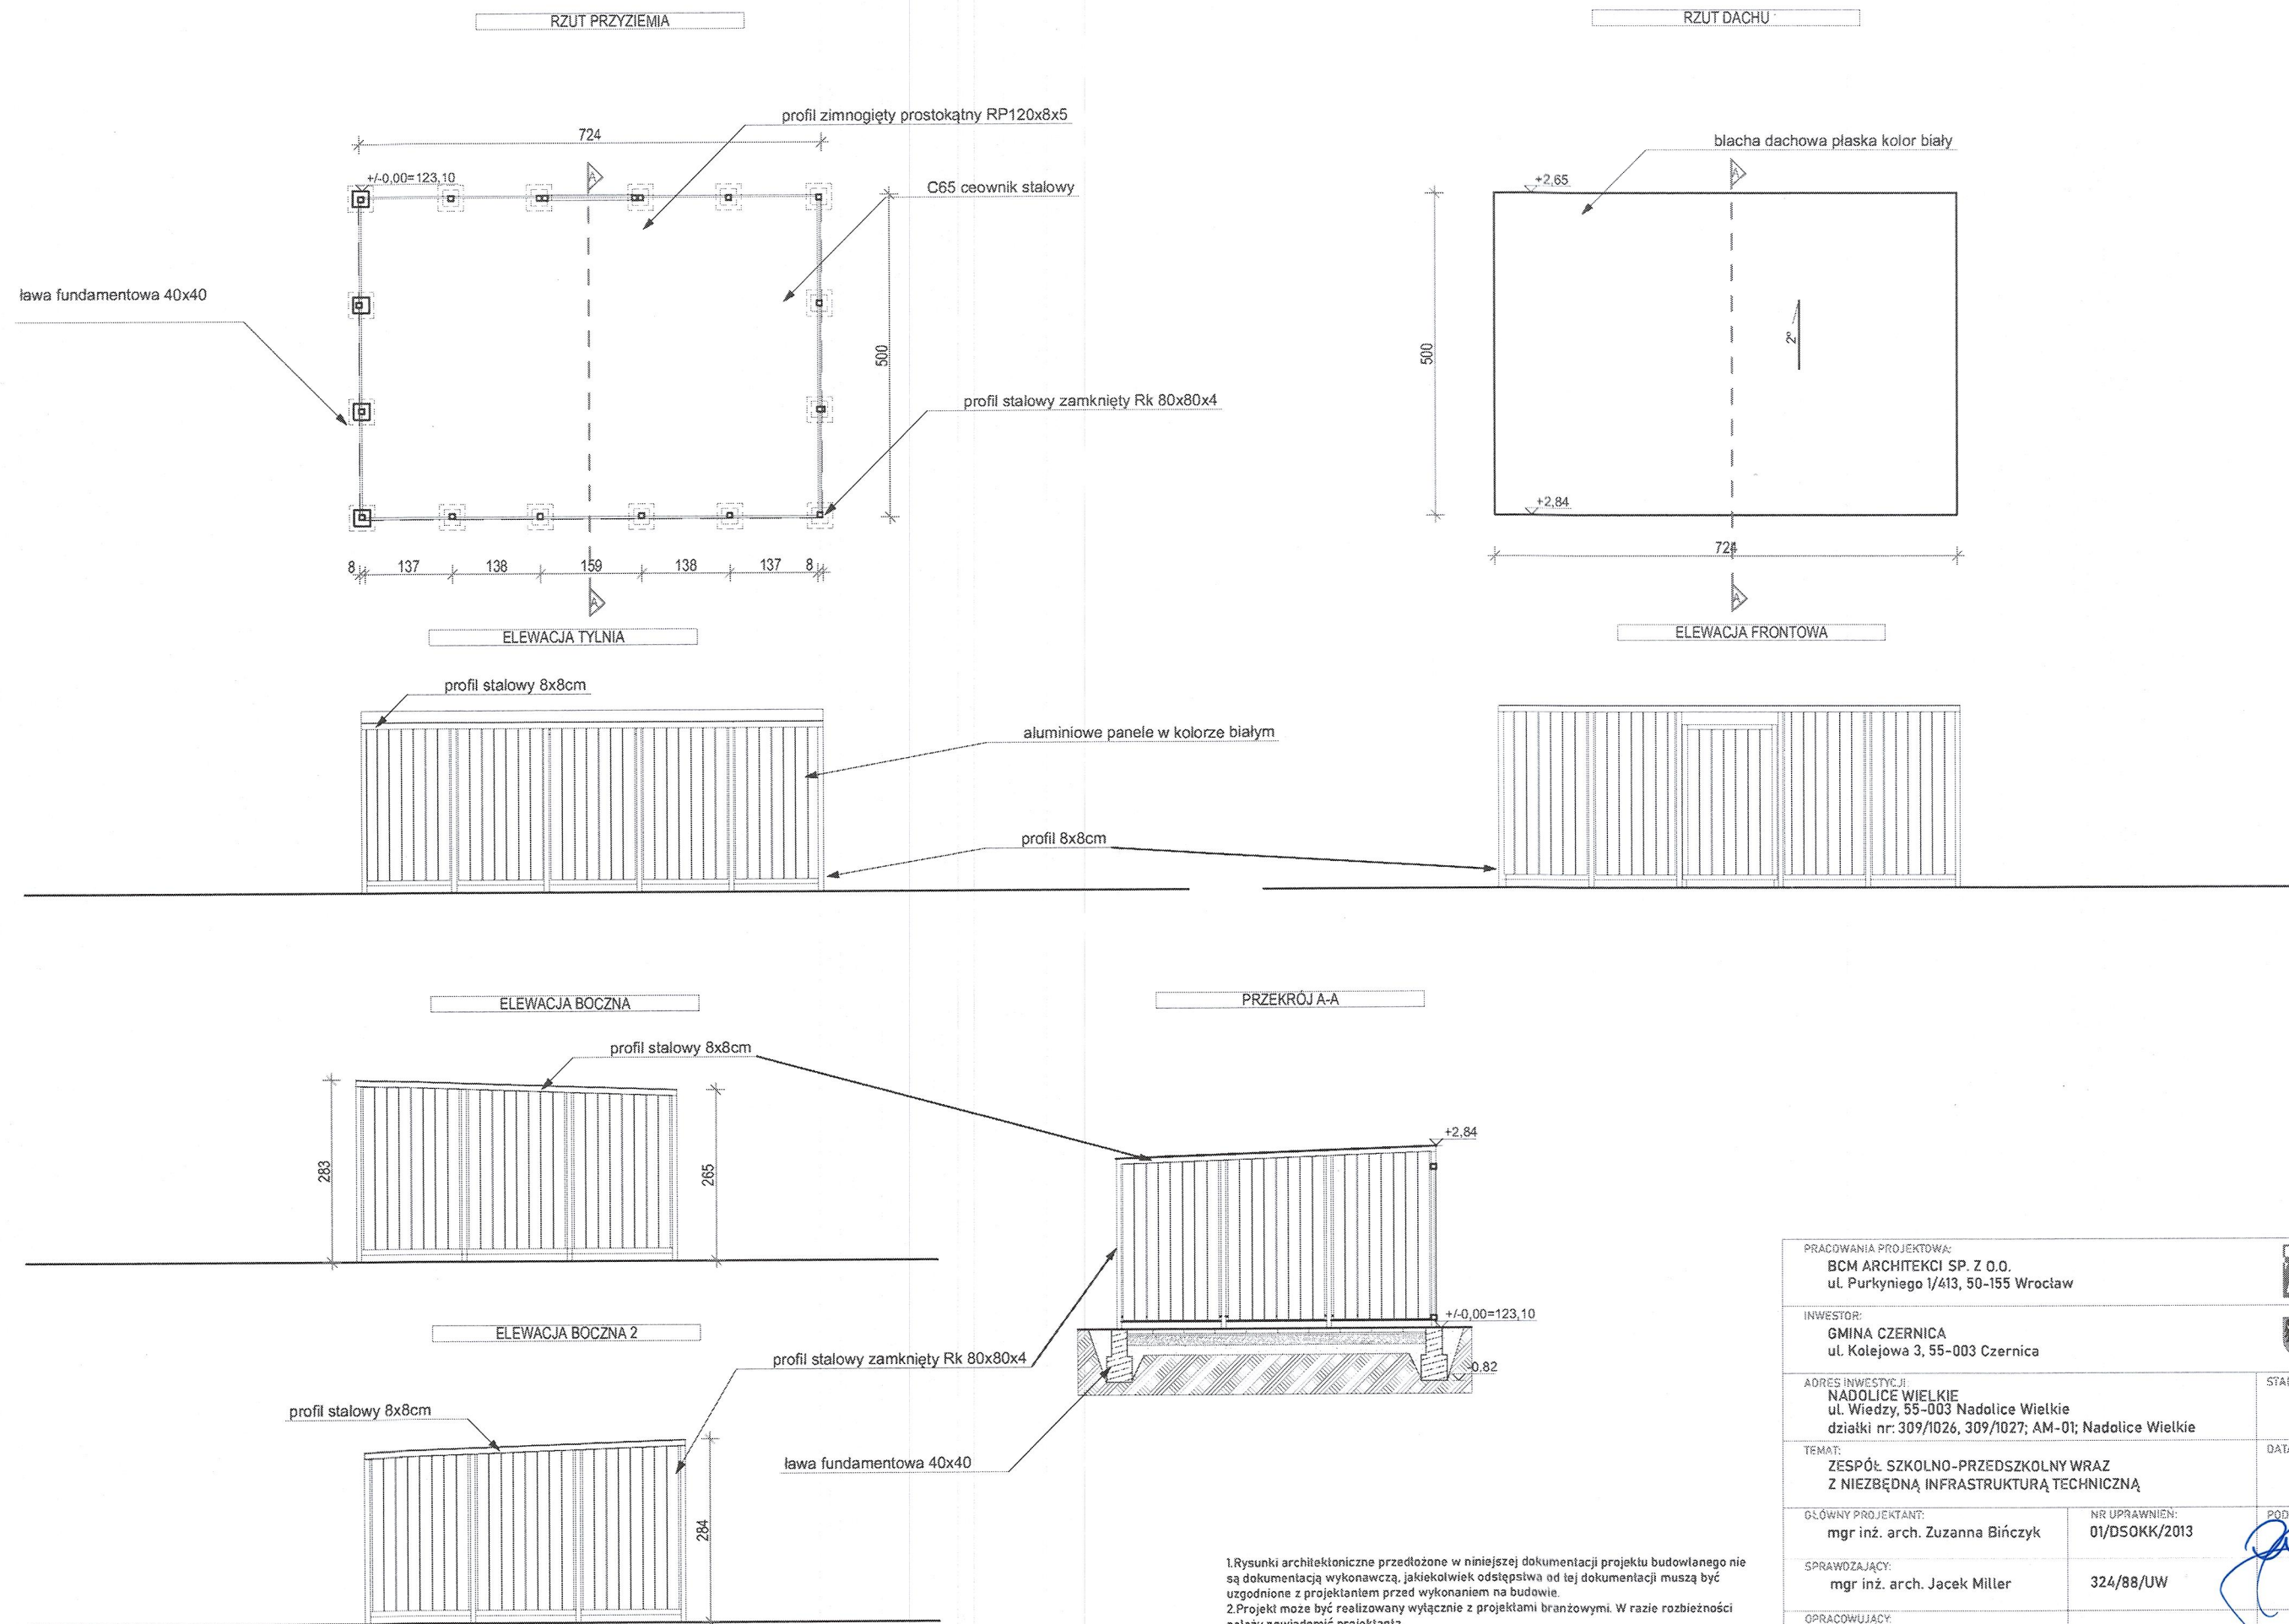 RZUT PRZYZIEMIA
RZUT DACHU
profil zimnogięty prostokątny RP120x8x5
724
+/-0,00=123,10
A
C65 ceownik stalowy
ława fundamentowa 40x40
500
profil stalowy zamknięty Rk 80x80x4
8 137 138 159 138 137 8
A
blacha dachowa płaska kolor biały
+2,65
A
500
2°
+2,84
724
A
ELEWACJA TYLNIA
ELEWACJA FRONTOWA
profil stalowy 8x8cm
aluminiowe panele w kolorze białym
profil 8x8cm
ELEWACJA BOCZNA
PRZEKRÓJ A-A
profil stalowy 8x8cm
283
265
+2,84
+/-0,00=123,10
-0.82
ELEWACJA BOCZNA 2
profil stalowy zamknięty Rk 80x80x4
profil stalowy 8x8cm
ława fundamentowa 40x40
284
1.Rysunki architektoniczne przedłożone w niniejszej dokumentacji projektu budowlanego nie
są dokumentacją wykonawczą, jakiekolwiek odstępstwa od tej dokumentacji muszą być
uzgodnione z projektantem przed wykonaniem na budowie.
2.Projekt może być realizowany wyłącznie z projektami branżowymi. W razie rozbieżności
PRACOWANIA PROJEKTOWA:
BCM ARCHITEKCI SP. Z O.O.
ul. Purkyniego 1/413, 50-155 Wrocław
INWESTOR:
GMINA CZERNICA
ul. Kolejowa 3, 55-003 Czernica
ADRES INWESTYCJI:
NADOLICE WIELKIE
ul. Wiedzy, 55-003 Nadolice Wielkie
działki nr: 309/1026, 309/1027; AM-01; Nadolice Wielkie
TEMAT:
ZESPÓŁ SZKOLNO-PRZEDSZKOLNY WRAZ
Z NIEZBĘDNĄ INFRASTRUKTURĄ TECHNICZNĄ
GŁÓWNY PROJEKTANT:
mgr inż. arch. Zuzanna Bińczyk
NR UPRAWNIEŃ:
01/DSOKK/2013
SPRAWDZAJĄCY:
mgr inż. arch. Jacek Miller
324/88/UW
OPRACOWUJĄCY: